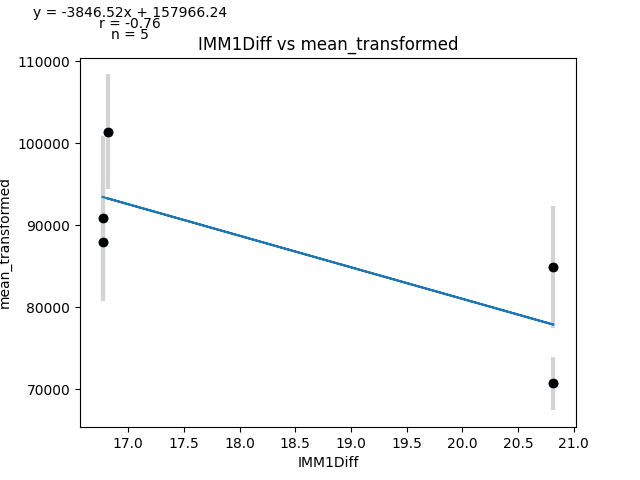 y = -3846.52x + 157966.24
r = -0.76
n = 5
IMM1Diff vs mean_transformed
110000
100000
90000
80000
70000
mean_transformed
17.0 17.5 18.0 18.5 19.0 19.5 20.0 20.5 21.0
IMM1Diff